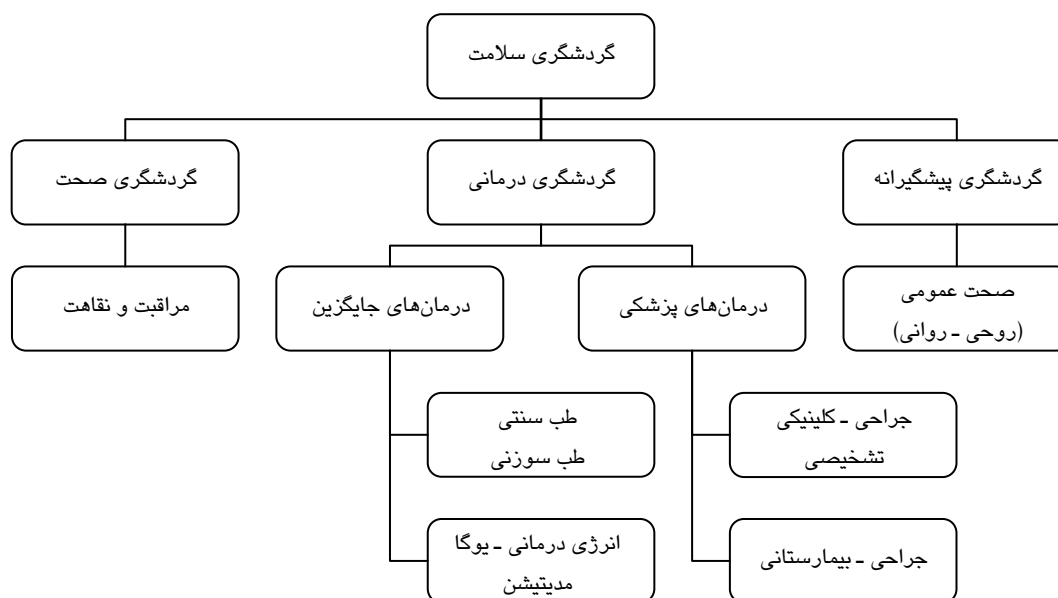 گردشگری سلامت
گردشگری پیشگیرانه
گردشگری درمانی
گردشگری صحت
صحت عمومی
(روحی ـ روانی)
درمان‌های پزشکی
درمان‌های جایگزین
مراقبت و نقاهت
جراحی ـ کلینیکی
تشخیصی
طب سنتی
طب سوزنی
جراحی ـ بیمارستانی
انرژی درمانی ـ یوگا
مدیتیشن